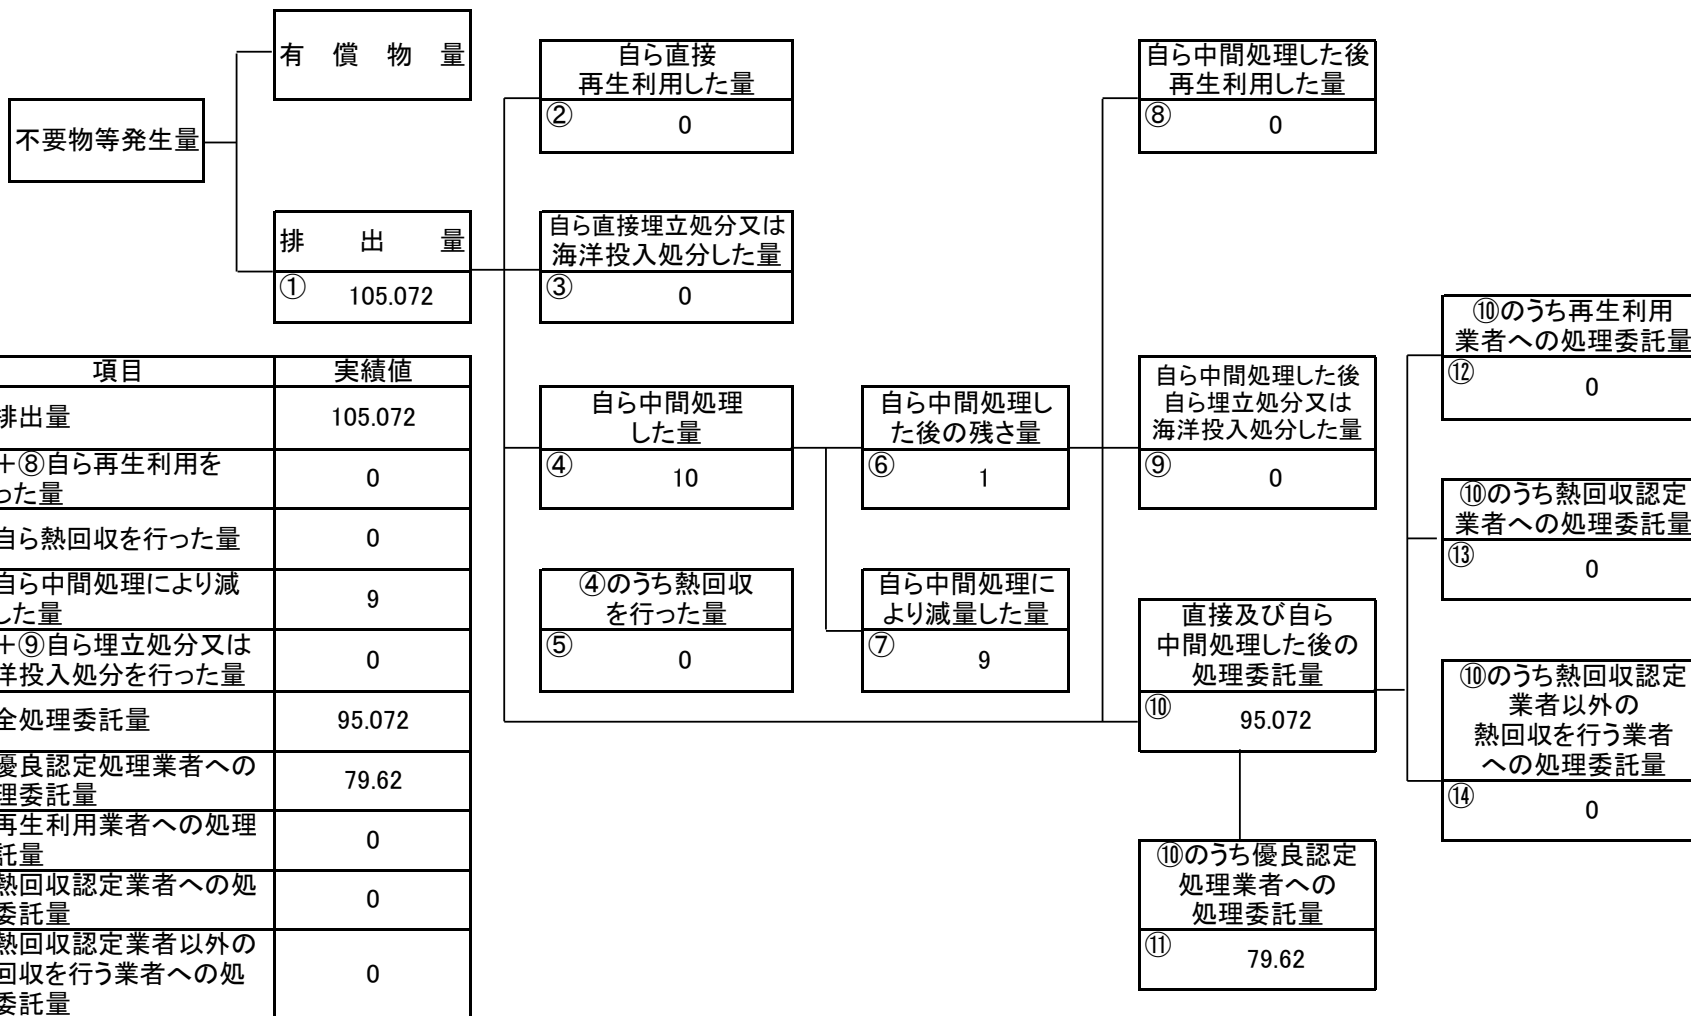 不要物等発生量
有 償 物 量
排 出 量
① 105.072
自ら直接
再生利用した量
② 0
自ら直接埋立処分又は
海洋投入処分した量
③ 0
自ら中間処理
した量
④ 10
④のうち熱回収
を行った量
⑤ 0
自ら中間処理し
た後の残さ量
⑥ 1
自ら中間処理に
より減量した量
⑦ 9
自ら中間処理した後
再生利用した量
⑧ 0
自ら中間処理した後
自ら埋立処分又は
海洋投入処分した量
⑨ 0
直接及び自ら
中間処理した後の
処理委託量
⑩ 95.072
⑩のうち優良認定
処理業者への
処理委託量
⑪ 79.62
⑩のうち再生利用
業者への処理委託量
⑫ 0
⑩のうち熱回収認定
業者への処理委託量
⑬ 0
⑩のうち熱回収認定
業者以外の
熱回収を行う業者
への処理委託量
⑭ 0
項目 実績値
排出量 105.072
+⑧自ら再生利用を
った量 0
自ら熱回収を行った量 0
自ら中間処理により減
した量 9
+⑨自ら埋立処分又は
洋投入処分を行った量 0
全処理委託量 95.072
優良認定処理業者への
理委託量 79.62
再生利用業者への処理
託量 0
熱回収認定業者への処
委託量 0
熱回収認定業者以外の
回収を行う業者への処
委託量 0